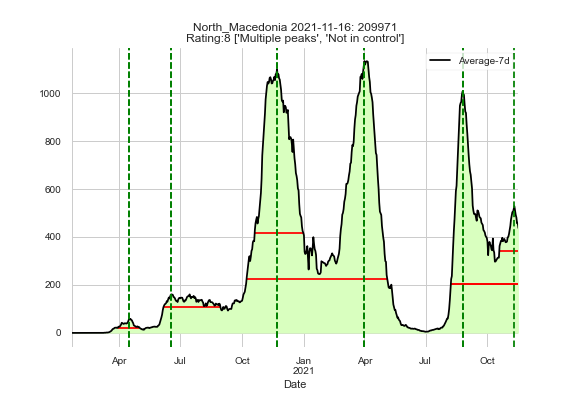 North_Macedonia 2021-11-16: 209971
Rating:8 ['Multiple peaks', 'Not in control']
Average-7d
1000
800
600
400
200
0
Apr Jul Oct Jan Apr Jul Oct
2021
Date